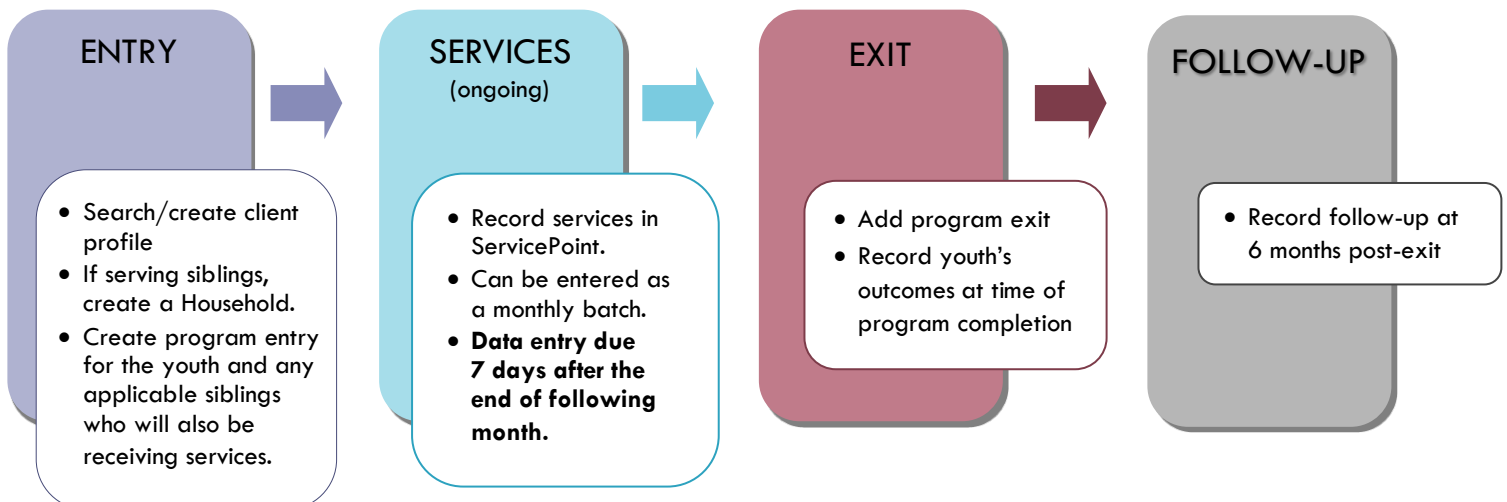 ENTRY
• Search/create client
profile
• If serving siblings,
create a Household.
• Create program entry
for the youth and any
applicable siblings
who will also be
receiving services.
SERVICES
(ongoing)
• Record services in
ServicePoint.
• Can be entered as
a monthly batch.
• Data entry due
7 days after the
end of following
month.
EXIT
• Add program exit
• Record youth’s
outcomes at time of
program completion
FOLLOW-UP
• Record follow-up at
6 months post-exit